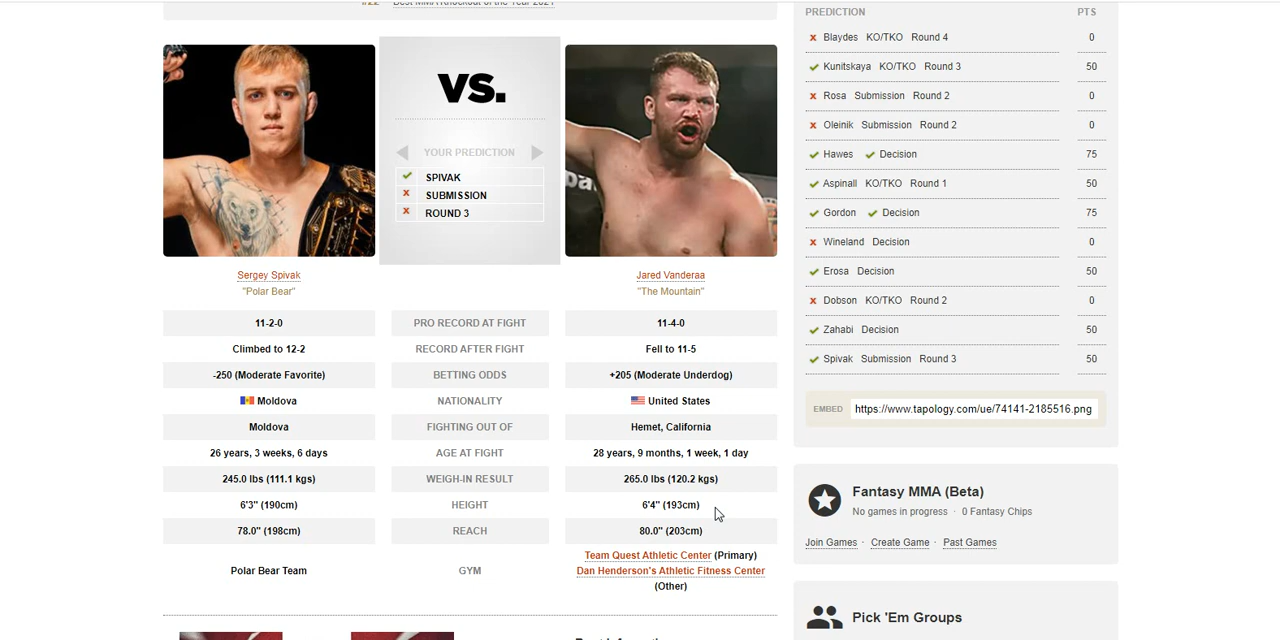 #22 Best MMA Knockout of the Year 2021
VS.
YOUR PREDICTION
SPIVAK
SUBMISSION
ROUND 3
Sergey Spivak
"Polar Bear"
Jared Vanderaa
"The Mountain"
11-2-0 PRO RECORD AT FIGHT 11-4-0
Climbed to 12-2 RECORD AFTER FIGHT Fell to 11-5
-250 (Moderate Favorite) BETTING ODDS +205 (Moderate Underdog)
Moldova NATIONALITY United States
Moldova FIGHTING OUT OF Hemet, California
26 years, 3 weeks, 6 days AGE AT FIGHT 28 years, 9 months, 1 week, 1 day
245.0 lbs (111.1 kgs) WEIGH-IN RESULT 265.0 lbs (120.2 kgs)
6'3" (190cm) HEIGHT 6'4" (193cm)
78.0" (198cm) REACH 80.0" (203cm)
Polar Bear Team GYM Team Quest Athletic Center (Primary)
Dan Henderson's Athletic Fitness Center
(Other)
PREDICTION PTS
Blaydes KO/TKO Round 4 0
Kunitskaya KO/TKO Round 3 50
Rosa Submission Round 2 0
Oleinik Submission Round 2 0
Hawes Decision 75
Aspinall KO/TKO Round 1 50
Gordon Decision 75
Wineland Decision 0
Erosa Decision 50
Dobson KO/TKO Round 2 0
Zahabi Decision 50
Spivak Submission Round 3 50
EMBED https://www.tapology.com/ue/74141-2185516.png
Fantasy MMA (Beta)
No games in progress · 0 Fantasy Chips
Join Games · Create Game · Past Games
Pick 'Em Groups